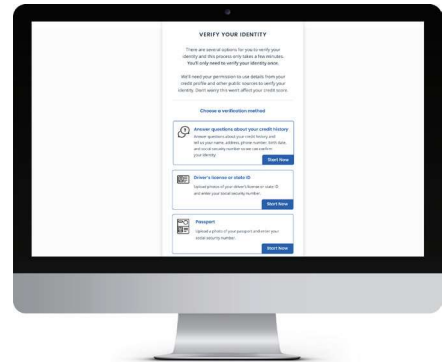 VERIFY YOUR IDENTITY
There are several options for you to verify your
identity and this process only takes a few minutes.
You'll only need to verify your identity once.
We'll need your permission to use details from your
credit profile and other public sources to verify your
identity. Don't worry this won't affect your credit score.
Choose a verification method
Answer questions about your credit history
Answer questions about your credit history and
tell us your name, address, phone number, birth date
and social security number so we can confirm
your identity.
Start Now
Driver's license or state ID
Upload photos of your driver's license or state ID
and enter your social security number.
Start Now
Passport
Upload a photo of your passport and enter your
social security number.
Start Now